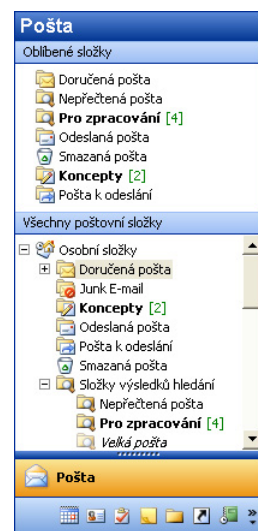 Pošta
Oblíbené složky
Doručená pošta
Nepřečtená pošta
Pro zpracování [4]
Odeslaná pošta
Smazaná pošta
Koncepty [2]
Pošta k odeslání
Všechny poštovní složky
Osobní složky
Doručená pošta
Junk E-mail
Koncepty [2]
Odeslaná pošta
Pošta k odeslání
Smazaná pošta
Složky výsledků hledání
Nepřečtená pošta
Pro zpracování [4]
Velká pošta
Pošta